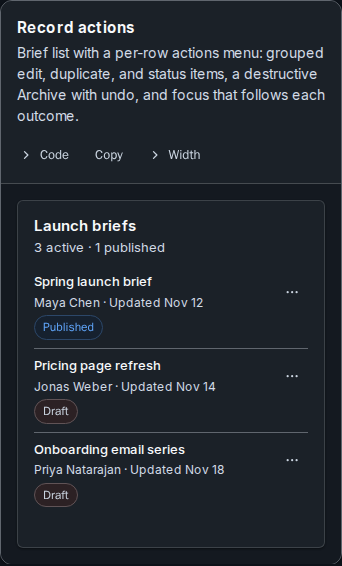 Record actions
Brief list with a per-row actions menu: grouped
edit, duplicate, and status items, a destructive
Archive with undo, and focus that follows each
outcome.
Code Copy Width
Launch briefs
3 active · 1 published
Spring launch brief
Maya Chen · Updated Nov 12
Published
Pricing page refresh
Jonas Weber · Updated Nov 14
Draft
Onboarding email series
Priya Natarajan · Updated Nov 18
Draft